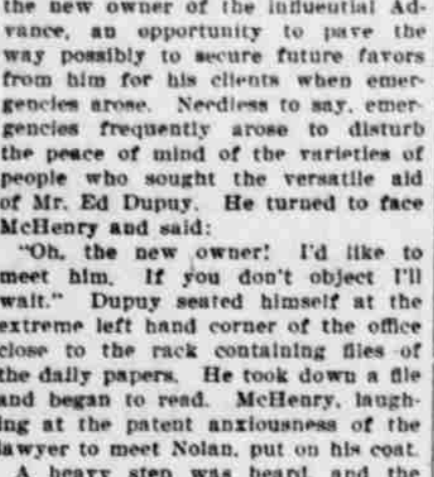 the new owner of the influential Ad-
vance, an opportunity to pave the
way possibly to secure future favors
from him for his clients when emer-
gencies arose. Needless to say, emer-
gencies frequently arose to disturb
the peace of mind of the varieties of
people who sought the versatile aid
of Mr. Ed Dupuy. He turned to face
McHenry and said:
"Oh, the new owner! I'd like to
meet him. If you don't object I'll
wait." Dupuy seated himself at the
extreme left hand corner of the office
close to the rack containing files of
the daily papers. He took down a file
and began to read. McHenry, laugh-
ing at the patent anxiousness of the
lawyer to meet Nolan, put on his coat.
A heavy step was heard, and the